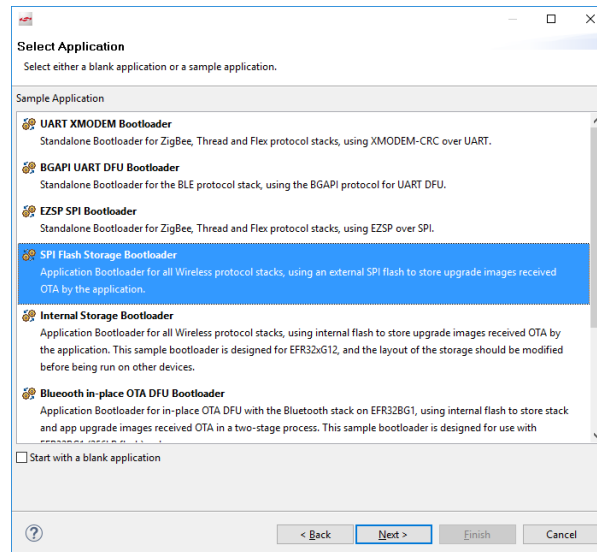 Select Application
Select either a blank application or a sample application.
Sample Application
UART XMODEM Bootloader
Standalone Bootloader for ZigBee, Thread and Flex protocol stacks, using XMODEM-CRC over UART.
BGAPI UART DFU Bootloader
Standalone Bootloader for the BLE protocol stack, using the BGAPI protocol for UART DFU.
EZSP SPI Bootloader
Standalone Bootloader for ZigBee, Thread and Flex protocol stacks, using EZSP over SPI.
SPI Flash Storage Bootloader
Application Bootloader for all Wireless protocol stacks, using an external SPI flash to store upgrade images received
OTA by the application.
Internal Storage Bootloader
Application Bootloader for all Wireless protocol stacks, using internal flash to store upgrade images received OTA by
the application. This sample bootloader is designed for EFR32xG12, and the layout of the storage should be modified
before being run on other devices.
Blueooth in-place OTA DFU Bootloader
Application Bootloader for in-place OTA DFU with the Bluetooth stack on EFR32BG1, using internal flash to store stack
and app upgrade images received OTA in a two-stage process. This sample bootloader is designed for use with
Start with a blank application
? < Back Next > Finish Cancel